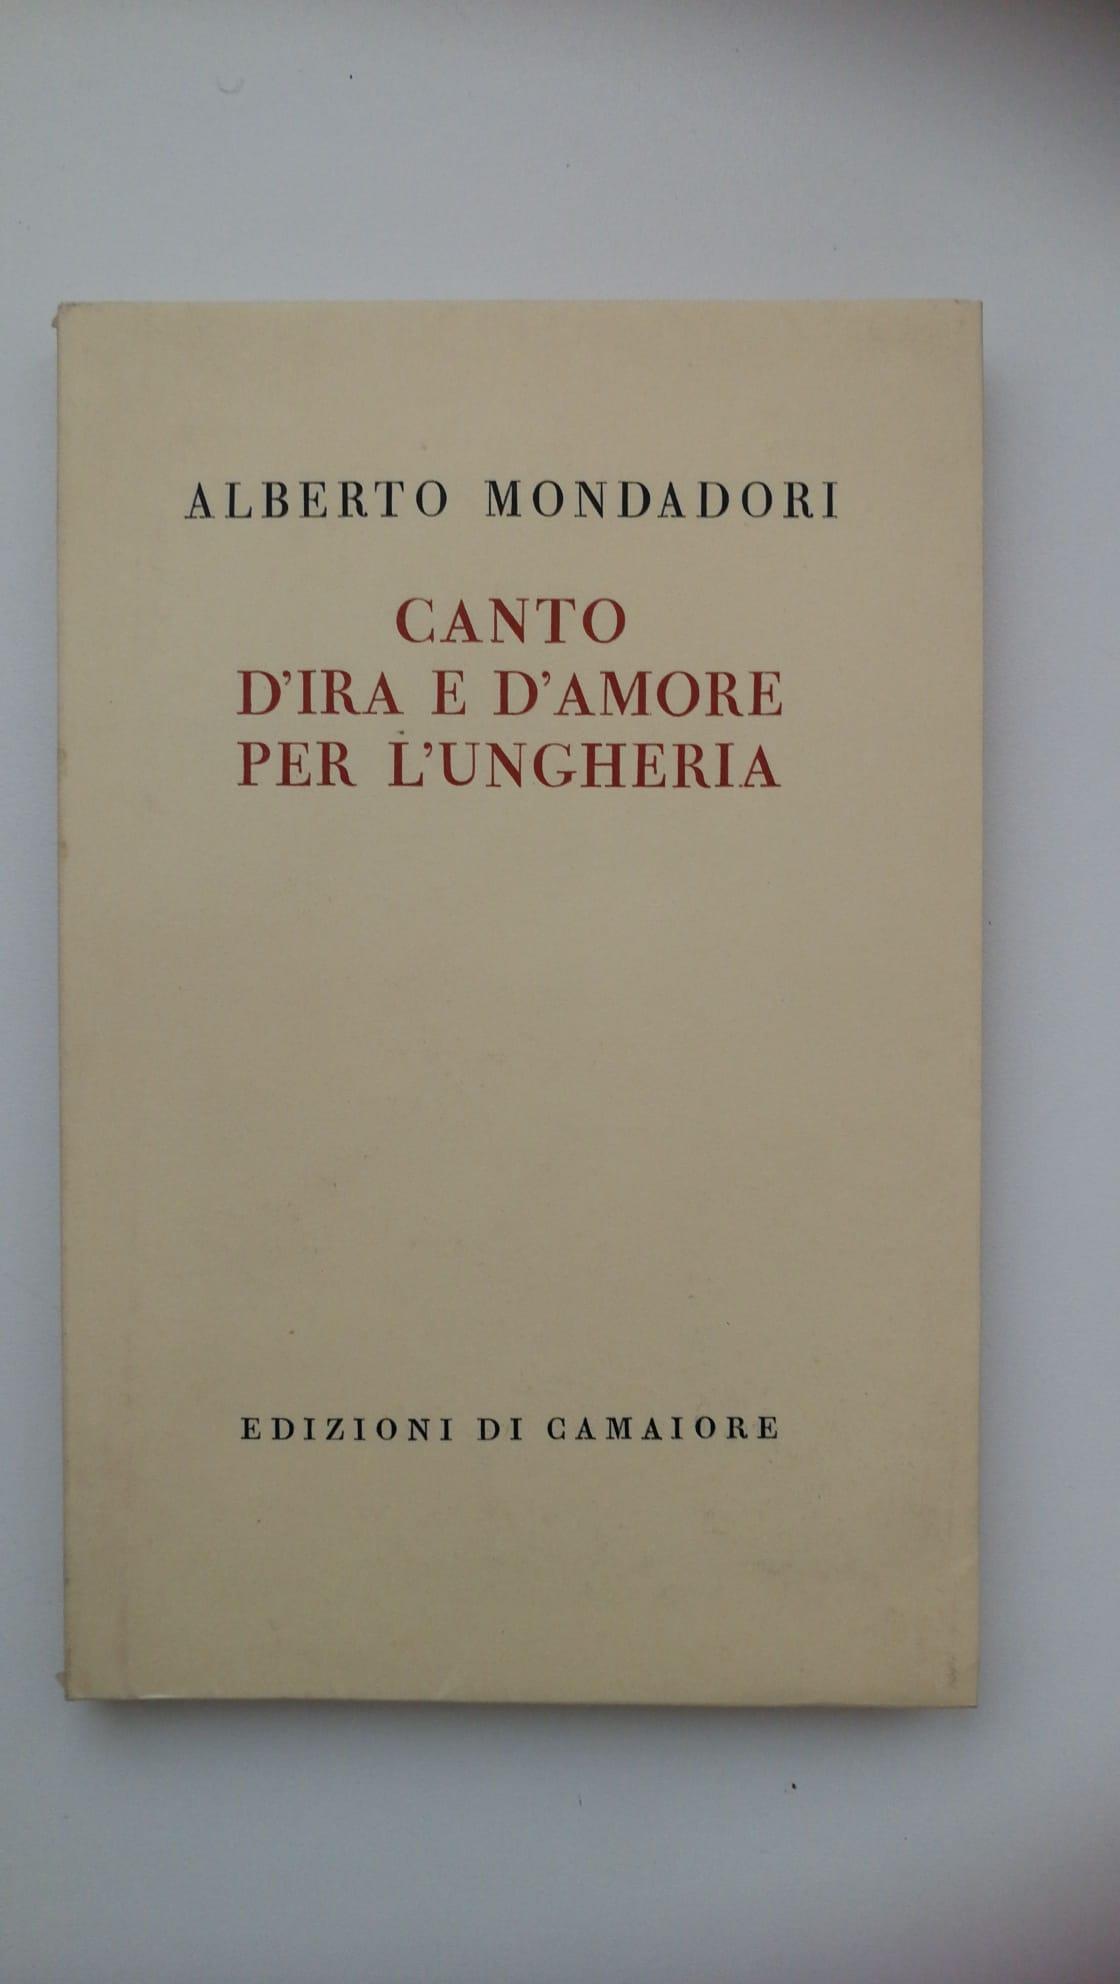 ALBERTO MONDADORI
CANTO
D'IRA E D'AMORE
PER L'UNGHERIA
EDIZIONI DI CAMAIORE